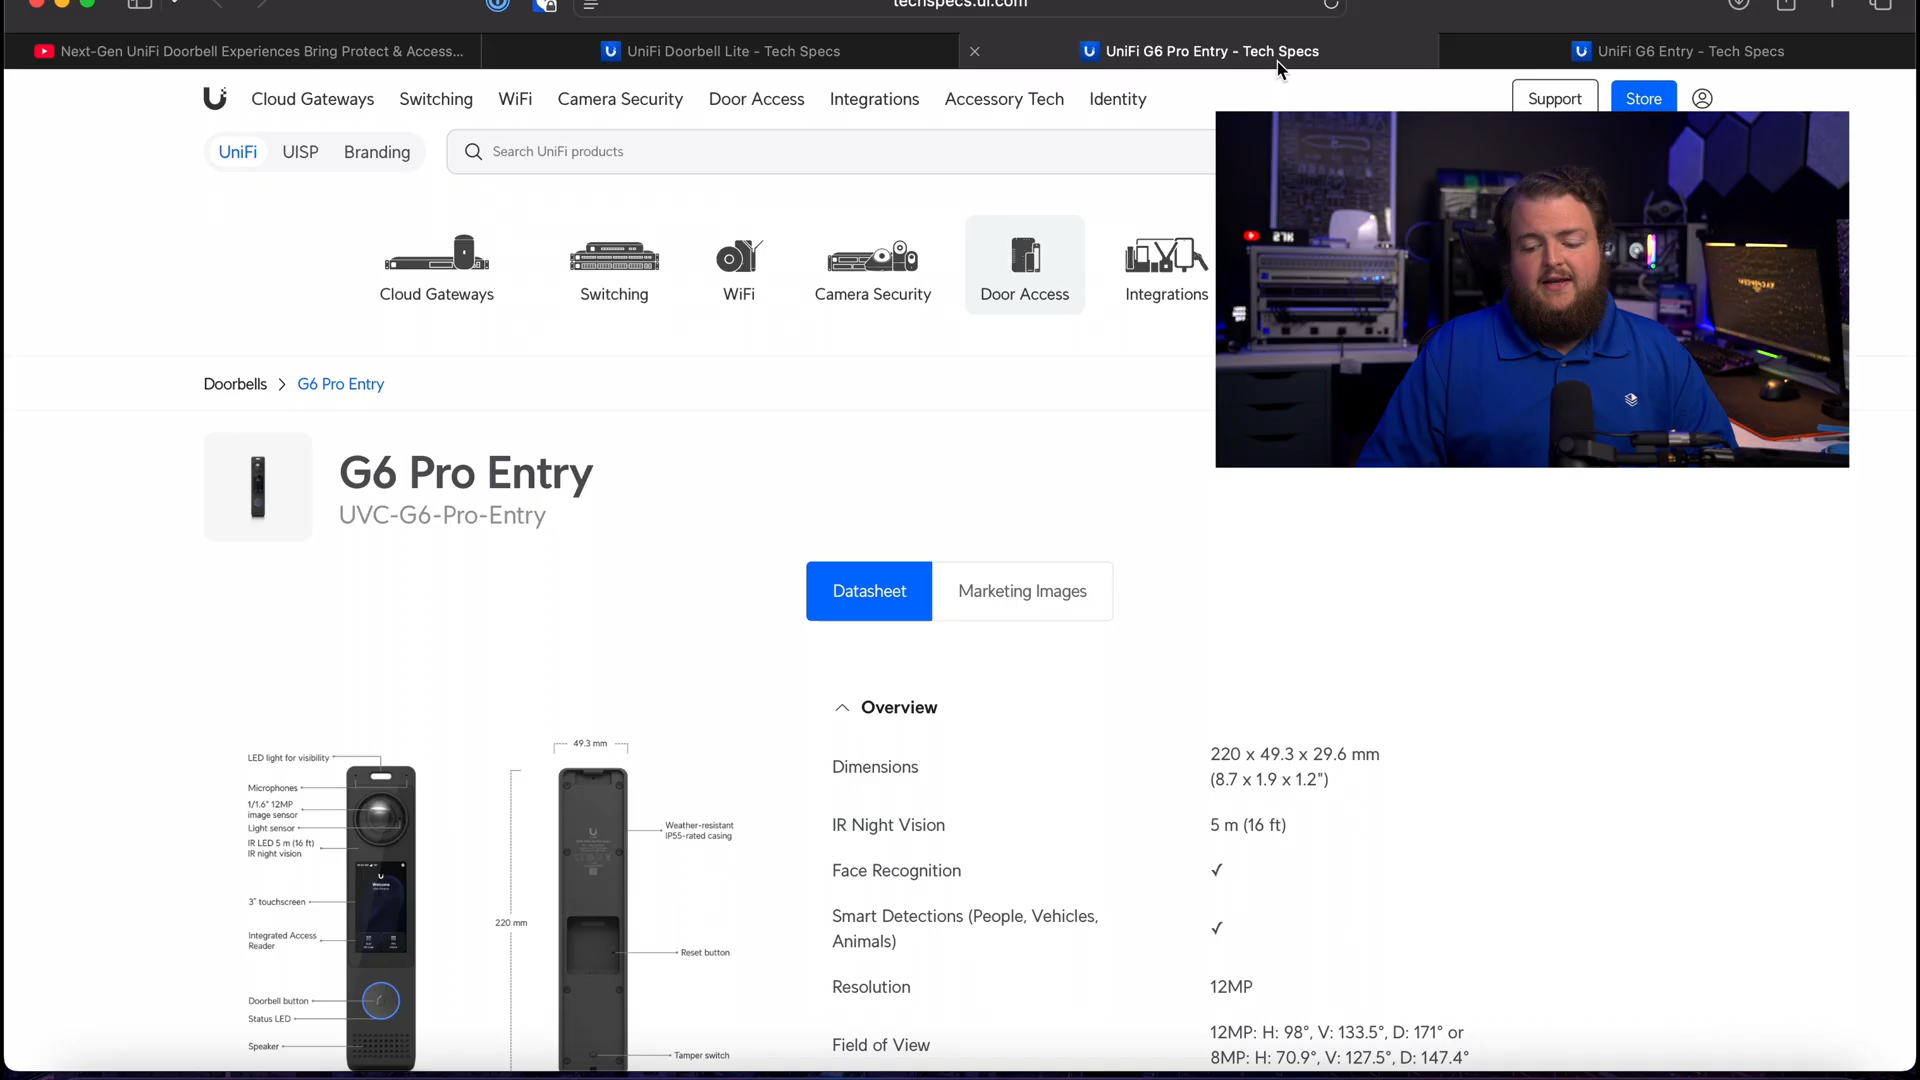 techspecs.ui.com
Next-Gen UniFi Doorbell Experiences Bring Protect & Access...
UniFi Doorbell Lite - Tech Specs
UniFi G6 Pro Entry - Tech Specs
UniFi G6 Entry - Tech Specs
Cloud Gateways
Switching
WiFi
Camera Security
Door Access
Integrations
Accessory Tech
Identity
Support
Store
UniFi
UISP
Branding
Search UniFi products
Cloud Gateways
Switching
WiFi
Camera Security
Door Access
Integrations
Doorbells > G6 Pro Entry
G6 Pro Entry
UVC-G6-Pro-Entry
Datasheet
Marketing Images
Overview
Dimensions
220 x 49.3 x 29.6 mm
(8.7 x 1.9 x 1.2")
IR Night Vision
5 m (16 ft)
Face Recognition
✓
Smart Detections (People, Vehicles,
Animals)
✓
Resolution
12MP
Field of View
12MP: H: 98°, V: 133.5°, D: 171° or
8MP: H: 70.9°, V: 127.5°, D: 147.4°
LED light for visibility
Microphones
1/1.6" 12MP
image sensor
Light sensor
IR LED 5 m (16 ft)
IR night vision
3" touchscreen
Integrated Access
Reader
Doorbell button
Status LED
Speaker
Welcome
49.3 mm
220 mm
Weather-resistant
IP55-rated casing
Reset button
Tamper switch